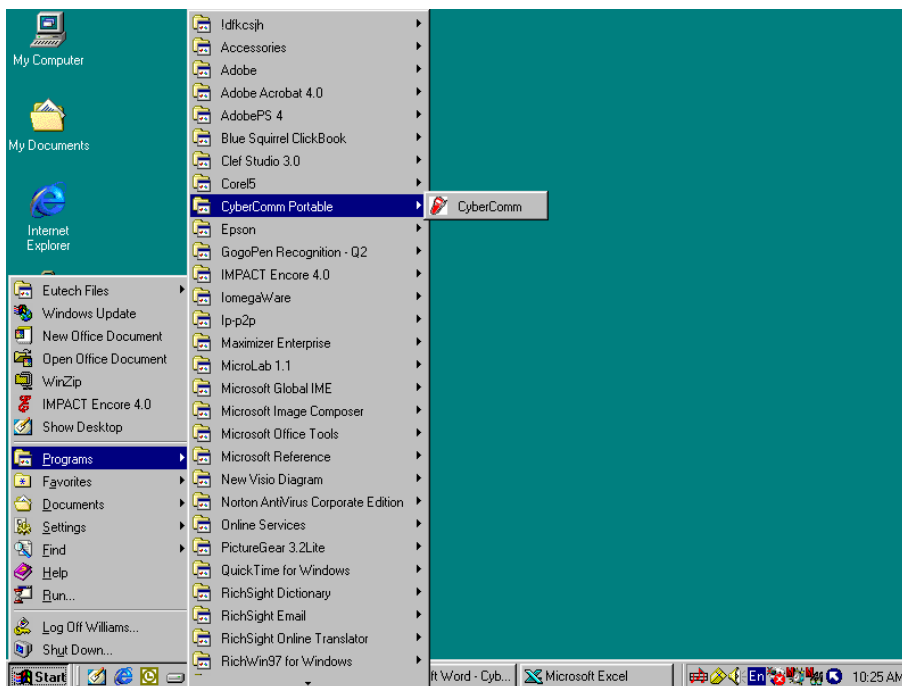 My Computer
My Documents
Internet
Explorer
Eutech Files
Windows Update
New Office Document
Open Office Document
WinZip
IMPACT Encore 4.0
Show Desktop
Programs
Favorites
Documents
Settings
Find
Help
Run...
Log Off Williams...
Shut Down...
!dfkcsjh
Accessories
Adobe
Adobe Acrobat 4.0
AdobePS 4
Blue Squirrel ClickBook
Clef Studio 3.0
Corel5
CyberComm Portable
Epson
GogoPen Recognition - Q2
IMPACT Encore 4.0
IomegaWare
Ip-p2p
Maximizer Enterprise
MicroLab 1.1
Microsoft Global IME
Microsoft Image Composer
Microsoft Office Tools
Microsoft Reference
New Visio Diagram
Norton AntiVirus Corporate Edition
Online Services
PictureGear 3.2Lite
QuickTime for Windows
RichSight Dictionary
RichSight Email
RichSight Online Translator
RichWin97 for Windows
CyberComm
Start
ft Word - Cyb...
Microsoft Excel
En
10:25 AM